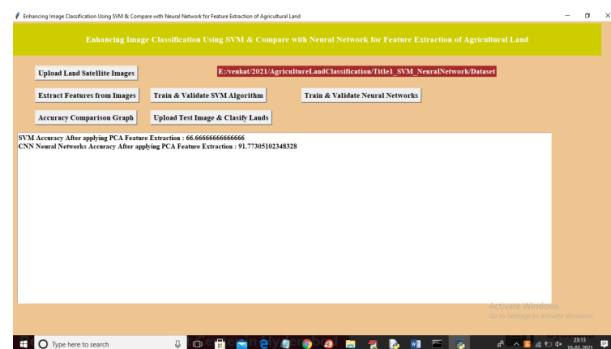 Enhancing Image Classification Using SVM & Compare with Neural Network for Feature Extraction of Agricultural Land
Enhancing Image Classification Using SVM & Compare with Neural Network for Feature Extraction of Agricultural Land
Upload Land Satellite Images
E:/venkat/2021/AgricultureLandClassification/Title1_SVM_NeuralNetwork/Dataset
Extract Features from Images
Train & Validate SVM Algorithm
Train & Validate Neural Networks
Accuracy Comparison Graph
Upload Test Image & Clasify Lands
SVM Accuracy After applying PCA Feature Extraction : 66.66666666666666
CNN Neural Networks Accuracy After applying PCA Feature Extraction : 91.77305102348328
Activate Windows
Go to Settings to activate Windows.
Type here to search
23:13